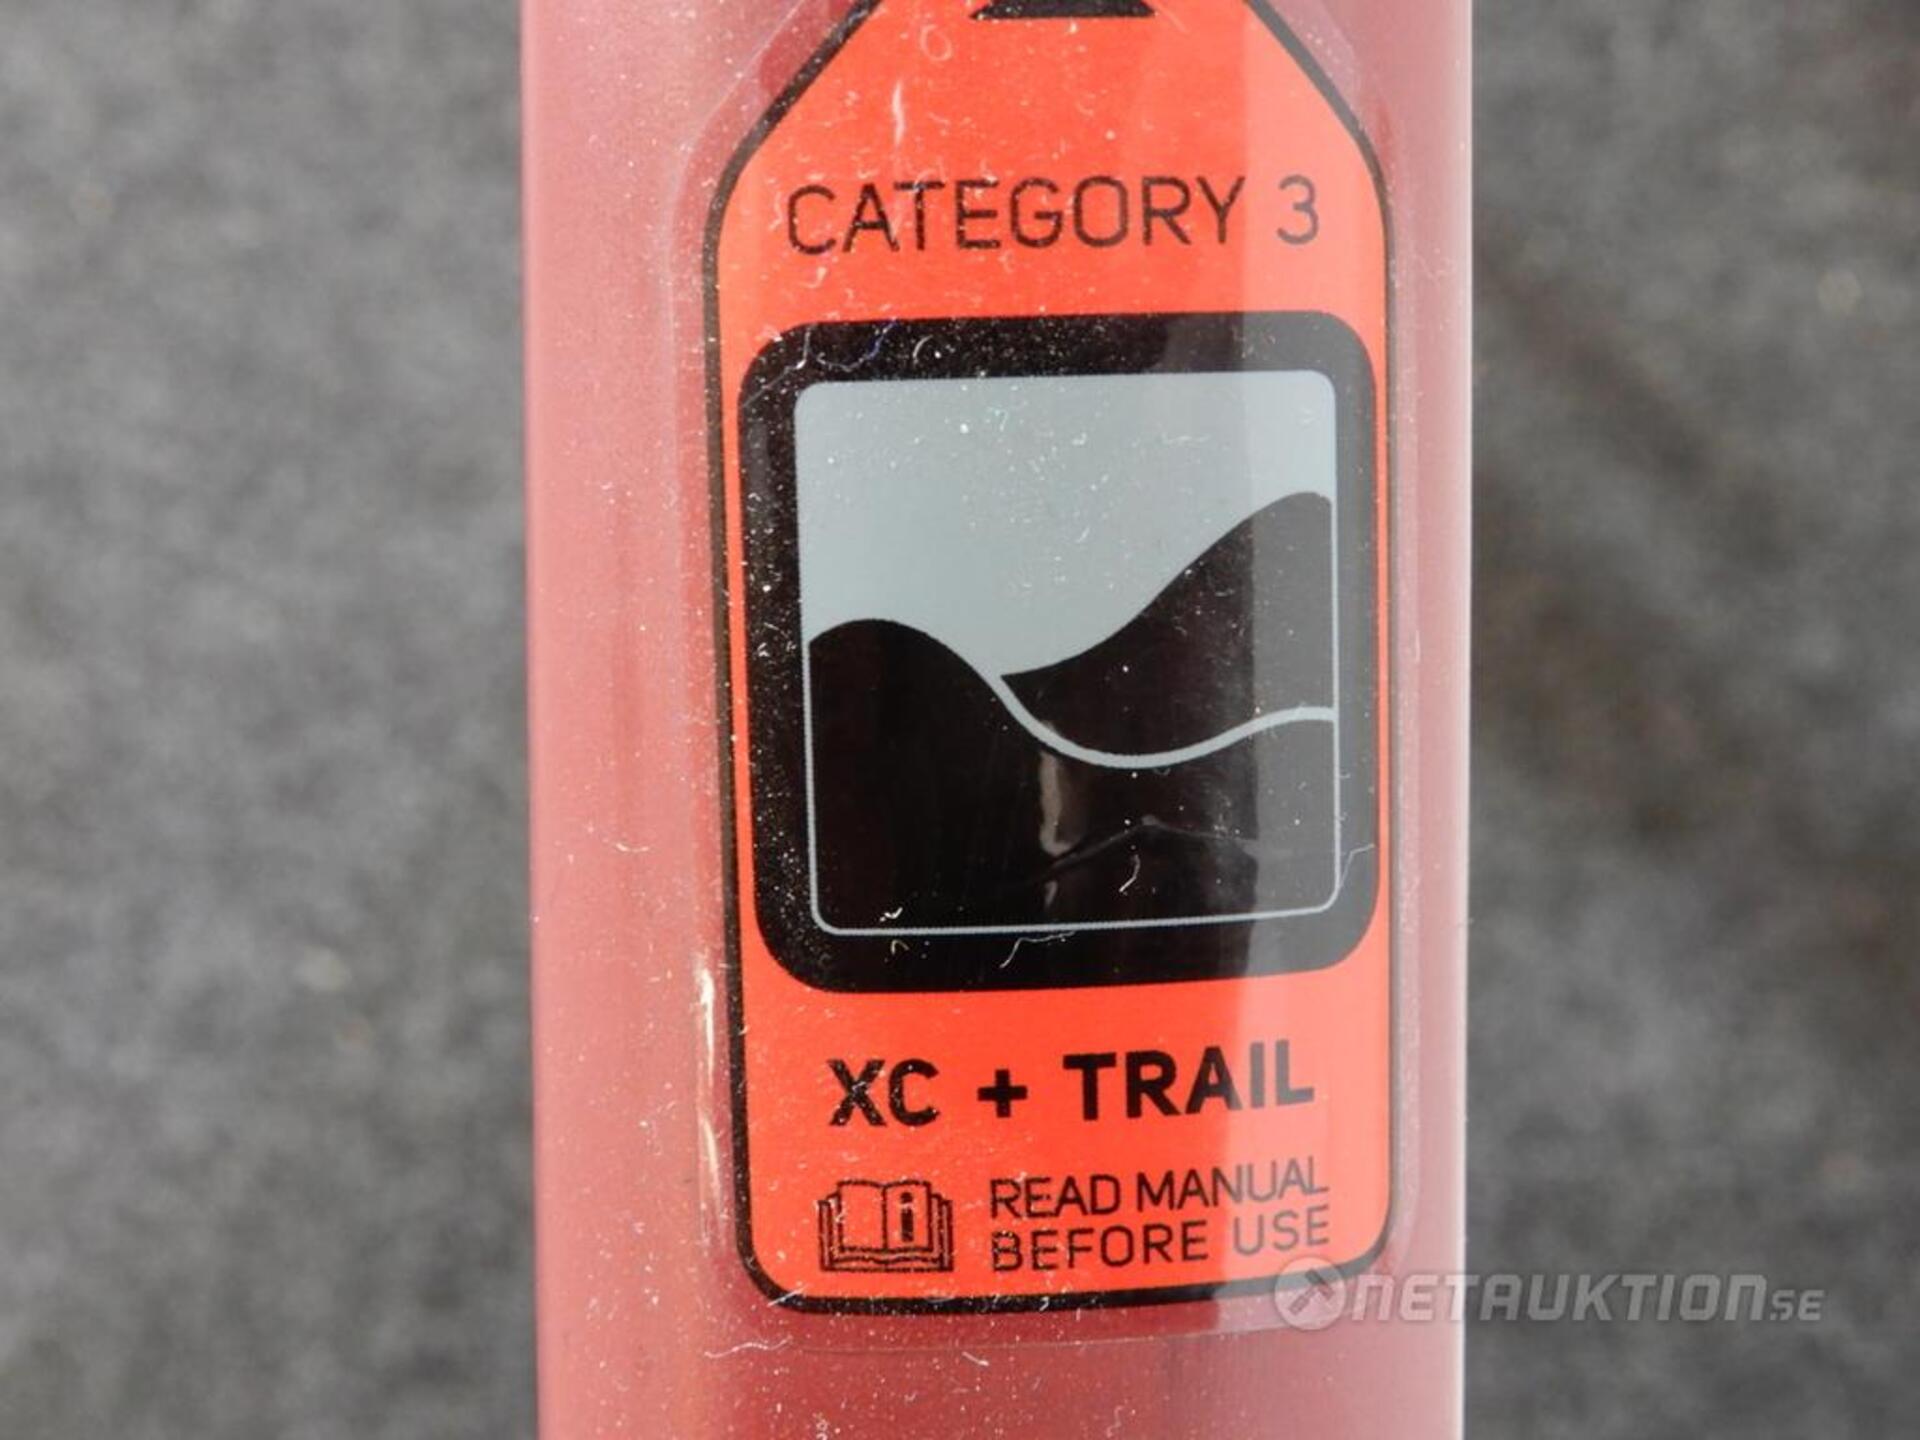 CATEGORY 3
XC + TRAIL
i READ MANUAL
BEFORE USE
NETAUKTION.SE